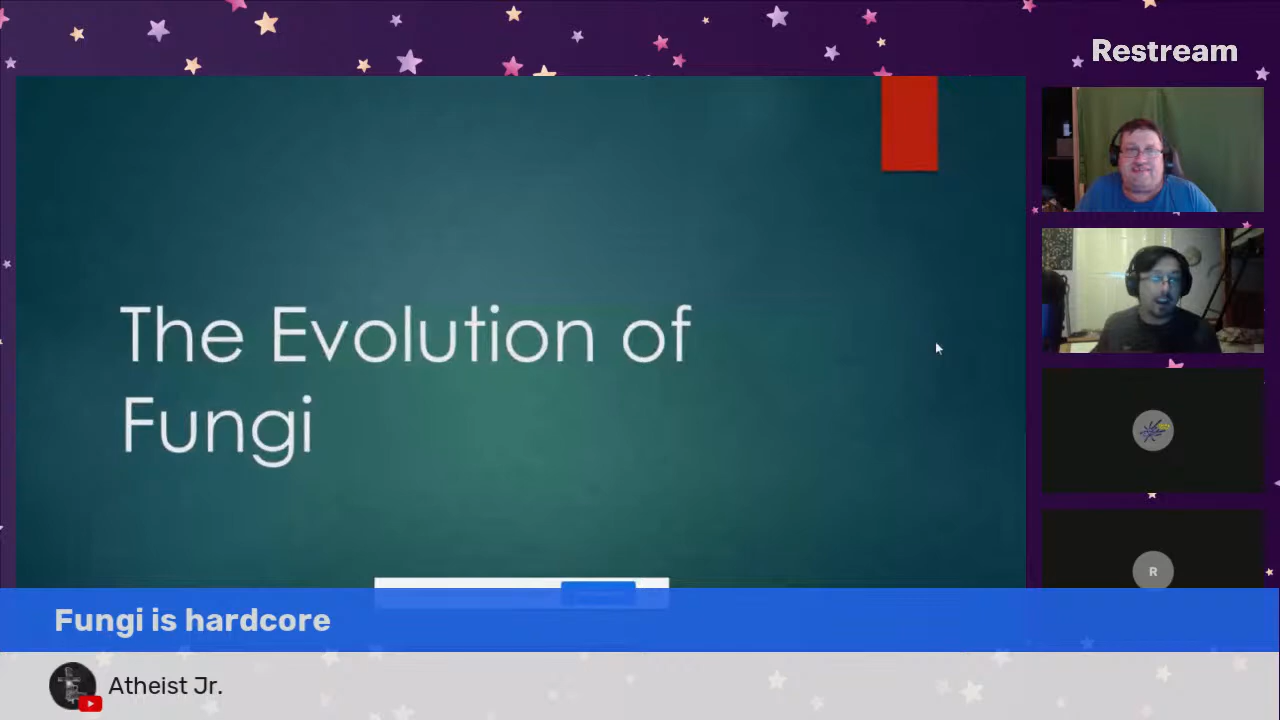 Restream
The Evolution of
Fungi
R
Fungi is hardcore
Atheist Jr.